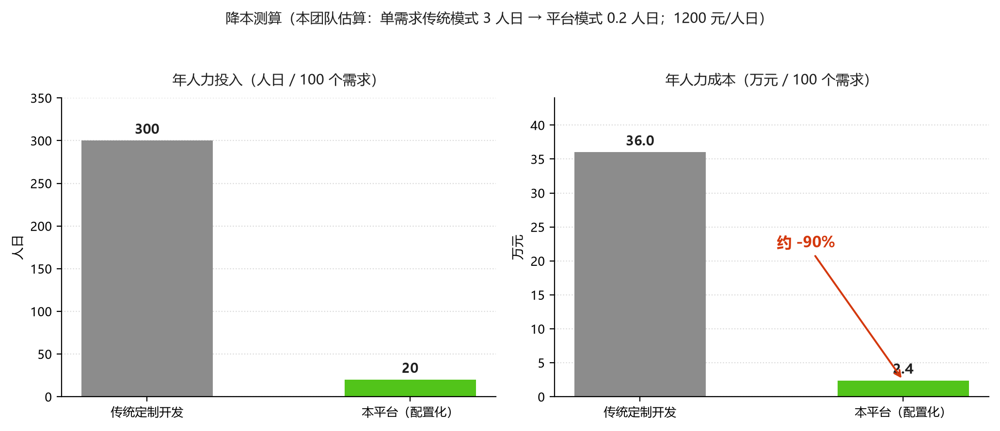 降本测算（本团队估算：单需求传统模式 3 人日 → 平台模式 0.2 人日；1200 元/人日）
年人力投入（人日 / 100 个需求）
350
300
250
200
150
100
50
0
人日
300
20
传统定制开发
本平台（配置化）
年人力成本（万元 / 100 个需求）
40
35
30
25
20
15
10
5
0
万元
36.0
约 -90%
2.4
传统定制开发
本平台（配置化）